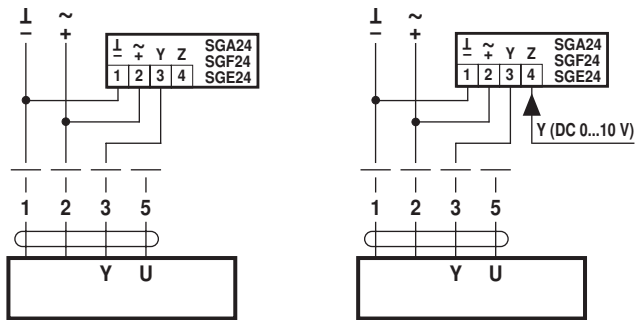 ⊥ ~
– +
⊥ ~ Y Z SGA24
– + SGF24
1 2 3 4 SGE24
1 2 3 5
Y U
⊥ ~
– +
⊥ ~ Y Z SGA24
– + SGF24
1 2 3 4 SGE24
Y (DC 0...10 V)
1 2 3 5
Y U